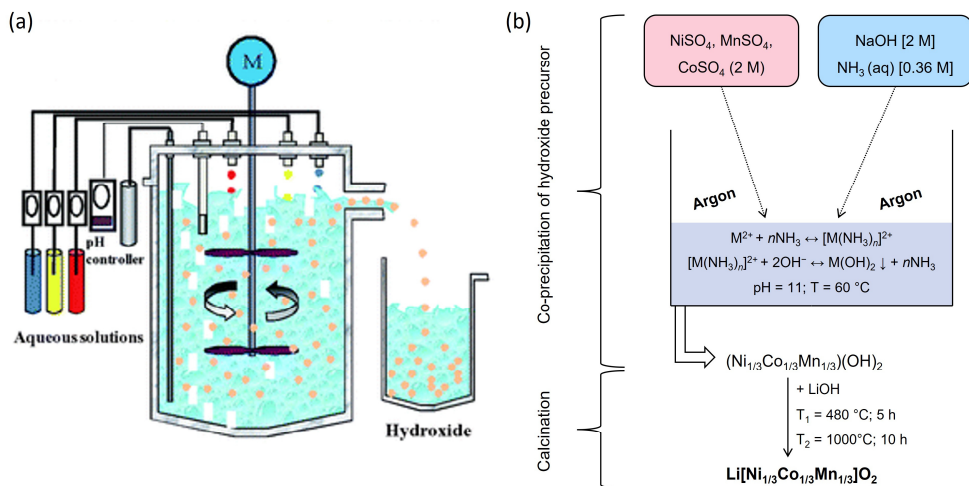 (a)
M
pH
controller
Aqueous solutions
Hydroxide
(b)
Co-precipitation of hydroxide precursor
Calcination
NiSO₄, MnSO₄,
CoSO₄ (2 M)
NaOH [2 M]
NH₃ (aq) [0.36 M]
Argon
Argon
M²⁺ + nNH₃ ↔ [M(NH₃)ₙ]²⁺
[M(NH₃)ₙ]²⁺ + 2OH⁻ ↔ M(OH)₂ ↓ + nNH₃
pH = 11; T = 60 °C
(Ni₁/₃Co₁/₃Mn₁/₃)(OH)₂
+ LiOH
T₁ = 480 °C; 5 h
T₂ = 1000°C; 10 h
Li[Ni₁/₃Co₁/₃Mn₁/₃]O₂